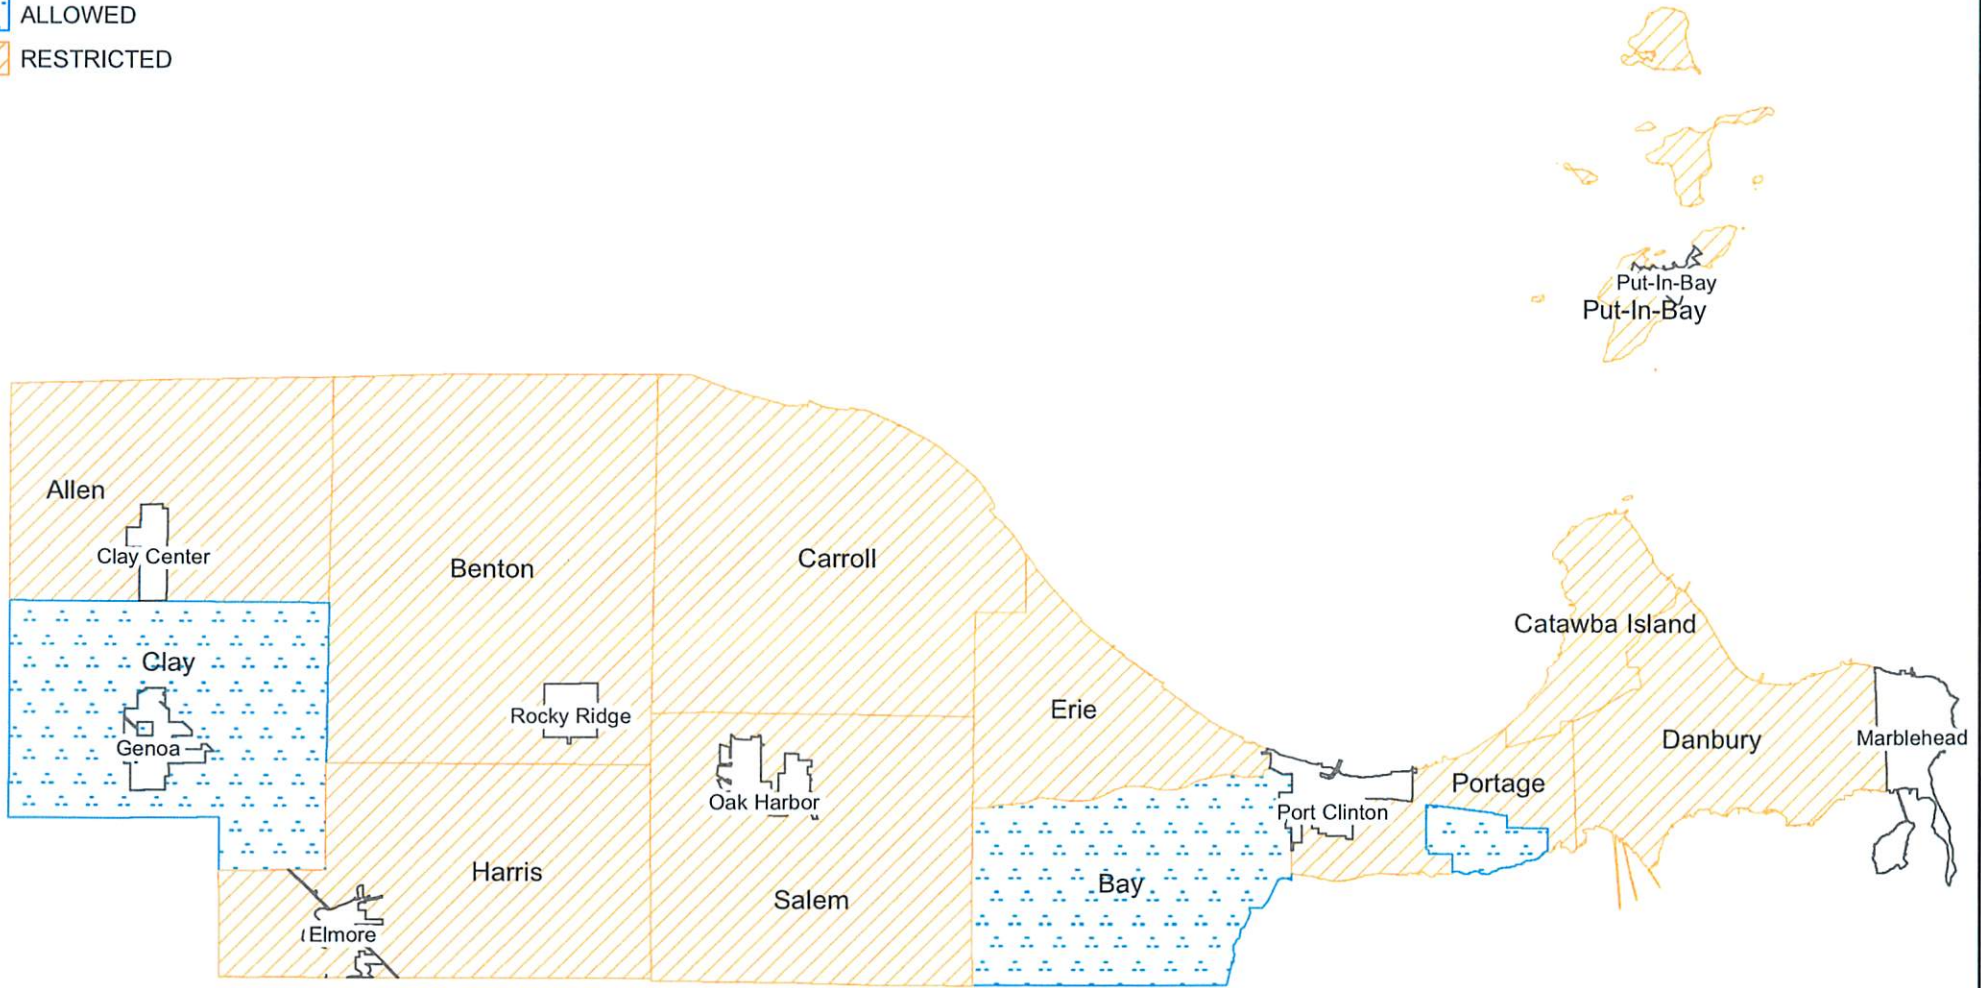 ALLOWED
RESTRICTED
Put-In-Bay
Put-In-Bay
Allen
Clay Center
Benton
Carroll
Catawba Island
Clay
Rocky Ridge
Erie
Genoa
Danbury
Marblehead
Oak Harbor
Portage
Port Clinton
Harris
Salem
Bay
Elmore